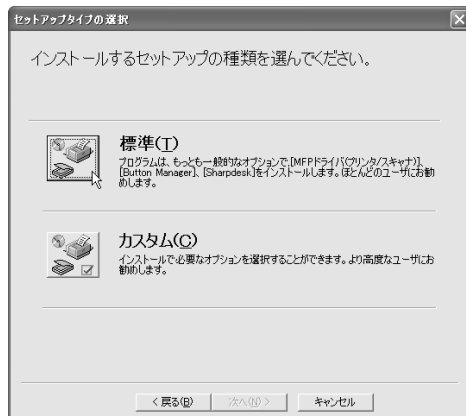 セットアップタイプの選択
インストールするセットアップの種類を選んでください。
標準(T)
プログラムは、もっとも一般的なオプションで、[MFPドライバ(プリンタ/スキャナ)]、
[Button Manager]、[Sharpdesk]をインストールします。ほとんどのユーザにお勧
めします。
カスタム(C)
インストールで必要なオプションを選択することができます。より高度なユーザにお
勧めします。
< 戻る(B)
次へ(N) >
キャンセル